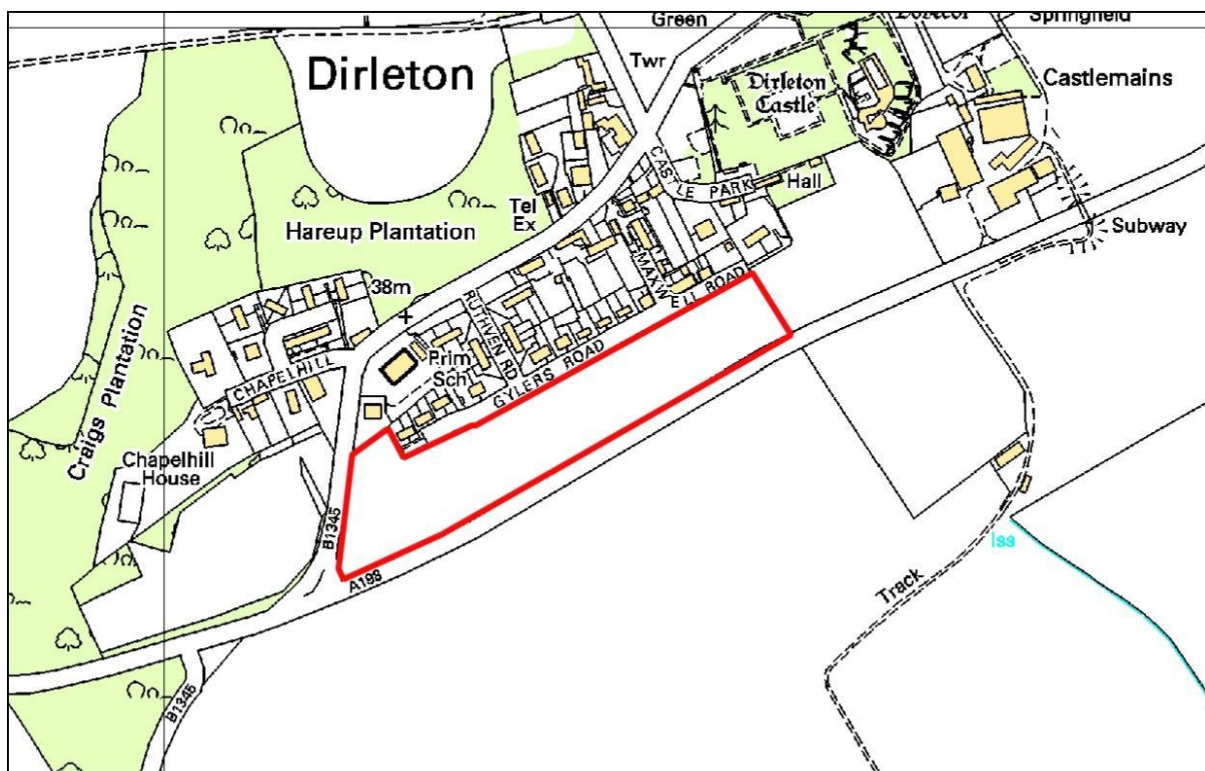 Green
Springfield
Twr
Dirleton
Dirleton
Castle
Castlemains
CASTLE PARK
Hall
Tel
Ex
Hareup Plantation
Subway
MAXWELL ROAD
38m
RUTHVEN RD
Prim
Sch
GYLERS ROAD
CHAPELHILL
Craigs Plantation
Chapelhill
House
B1345
A198
Iss
Track
B1345